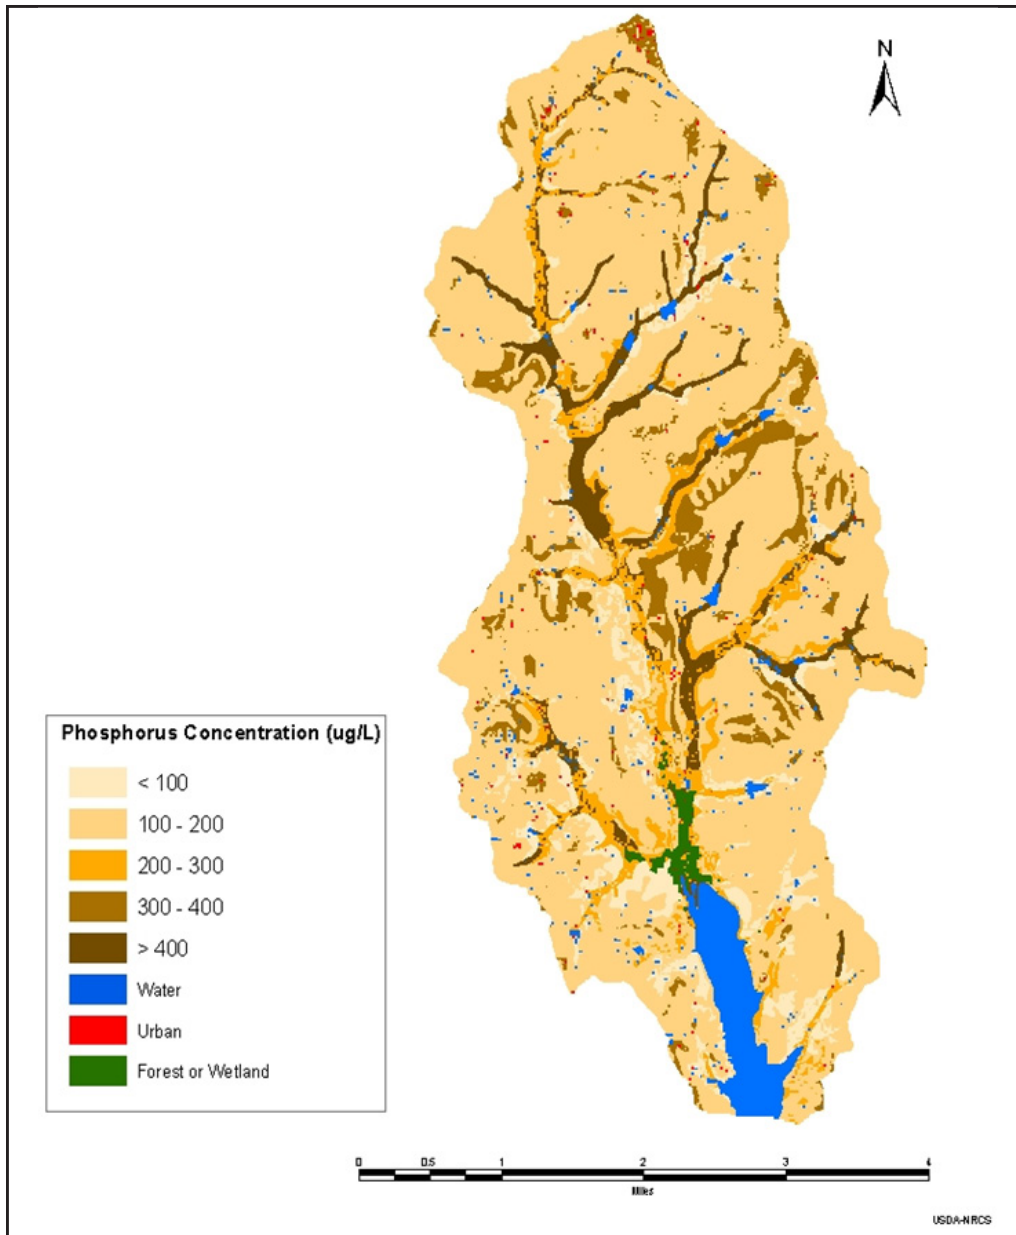 N
Phosphorus Concentration (ug/L)
< 100
100 - 200
200 - 300
300 - 400
> 400
Water
Urban
Forest or Wetland
0 0.5 1 2 3 4
Miles
USDA-NRCS